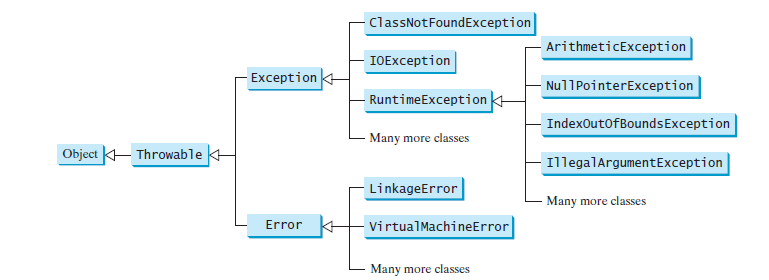 ClassNotFoundException
ArithmeticException
IOException
Exception
NullPointerException
RuntimeException
IndexOutOfBoundsException
Many more classes
Object
Throwable
IllegalArgumentException
LinkageError
Many more classes
Error
VirtualMachineError
Many more classes